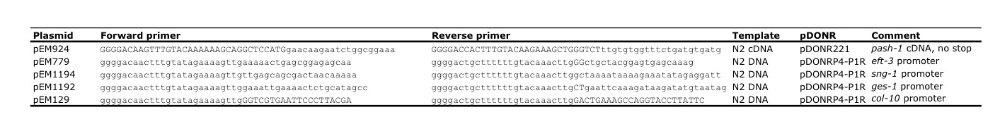 Plasmid Forward primer Reverse primer Template pDONR Comment
pEM924 GGGGACAAGTTTGTACAAAAAAGCAGGCTCCATGgaacaagaatctggcggaaa GGGGACCACTTTGTACAAGAAAGCTGGGTCTttgtgtggtttctgatgtgatg N2 cDNA pDONR221 pash-1 cDNA, no stop
pEM779 ggggacaactttgtatagaaaagttgaaaaactgagcggagagcaa ggggactgcttttttgtacaaacttgGGctgctacggagtgagcaaag N2 DNA pDONRP4-P1R eft-3 promoter
pEM1194 ggggacaactttgtatagaaaagttgttgagcagcgactaacaaaaa ggggactgcttttttgtacaaacttggctaaaataaaagaaatatagaggatt N2 DNA pDONRP4-P1R sng-1 promoter
pEM1192 ggggacaactttgtatagaaaagttggaaattgaaaactctgcatagcc ggggactgcttttttgtacaaacttgCTgaattcaaagataagatatgtaatag N2 DNA pDONRP4-P1R ges-1 promoter
pEM129 ggggacaactttgtatagaaaagttgGGTCGTGAATTCCCTTACGA ggggactgcttttttgtacaaacttgGACTGAAAGCCAGGTACCTTATTC N2 DNA pDONRP4-P1R col-10 promoter